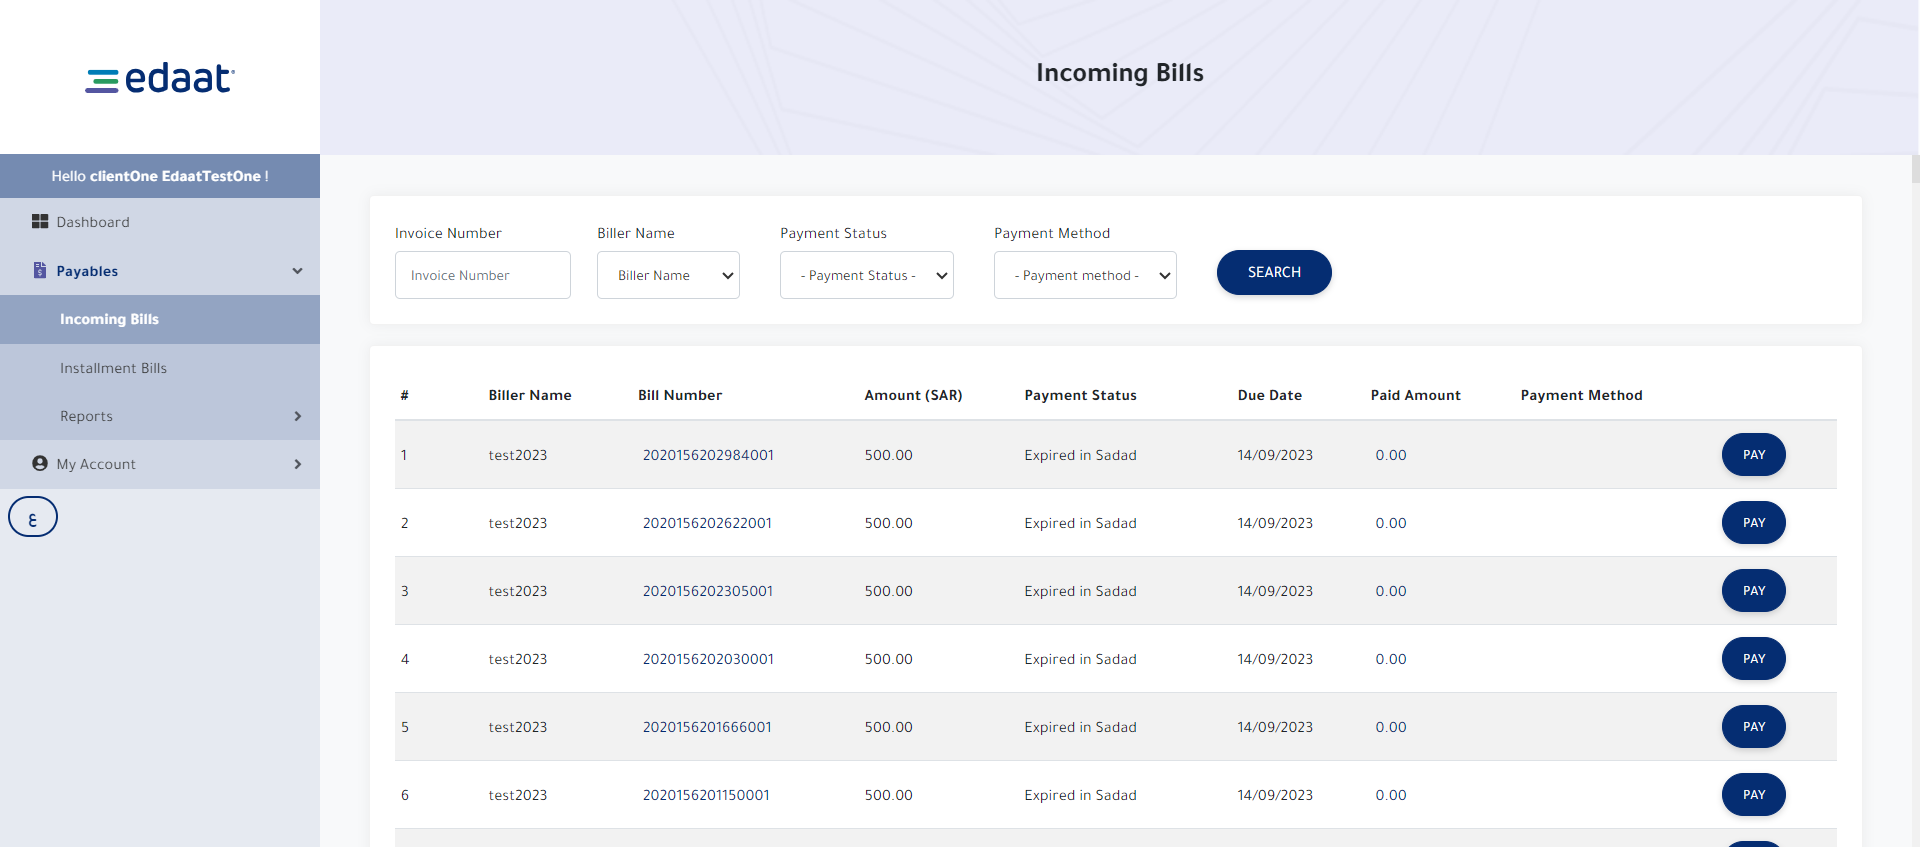 edaat
Incoming Bills
Hello clientOne EdaatTestOne !
Dashboard
Payables
Incoming Bills
Installment Bills
Reports
My Account
ع
Invoice Number Biller Name Payment Status Payment Method
Invoice Number Biller Name - Payment Status - - Payment method - SEARCH
# Biller Name Bill Number Amount (SAR) Payment Status Due Date Paid Amount Payment Method
1 test2023 2020156202984001 500.00 Expired in Sadad 14/09/2023 0.00 PAY
2 test2023 2020156202622001 500.00 Expired in Sadad 14/09/2023 0.00 PAY
3 test2023 2020156202305001 500.00 Expired in Sadad 14/09/2023 0.00 PAY
4 test2023 2020156202030001 500.00 Expired in Sadad 14/09/2023 0.00 PAY
5 test2023 2020156201666001 500.00 Expired in Sadad 14/09/2023 0.00 PAY
6 test2023 2020156201150001 500.00 Expired in Sadad 14/09/2023 0.00 PAY